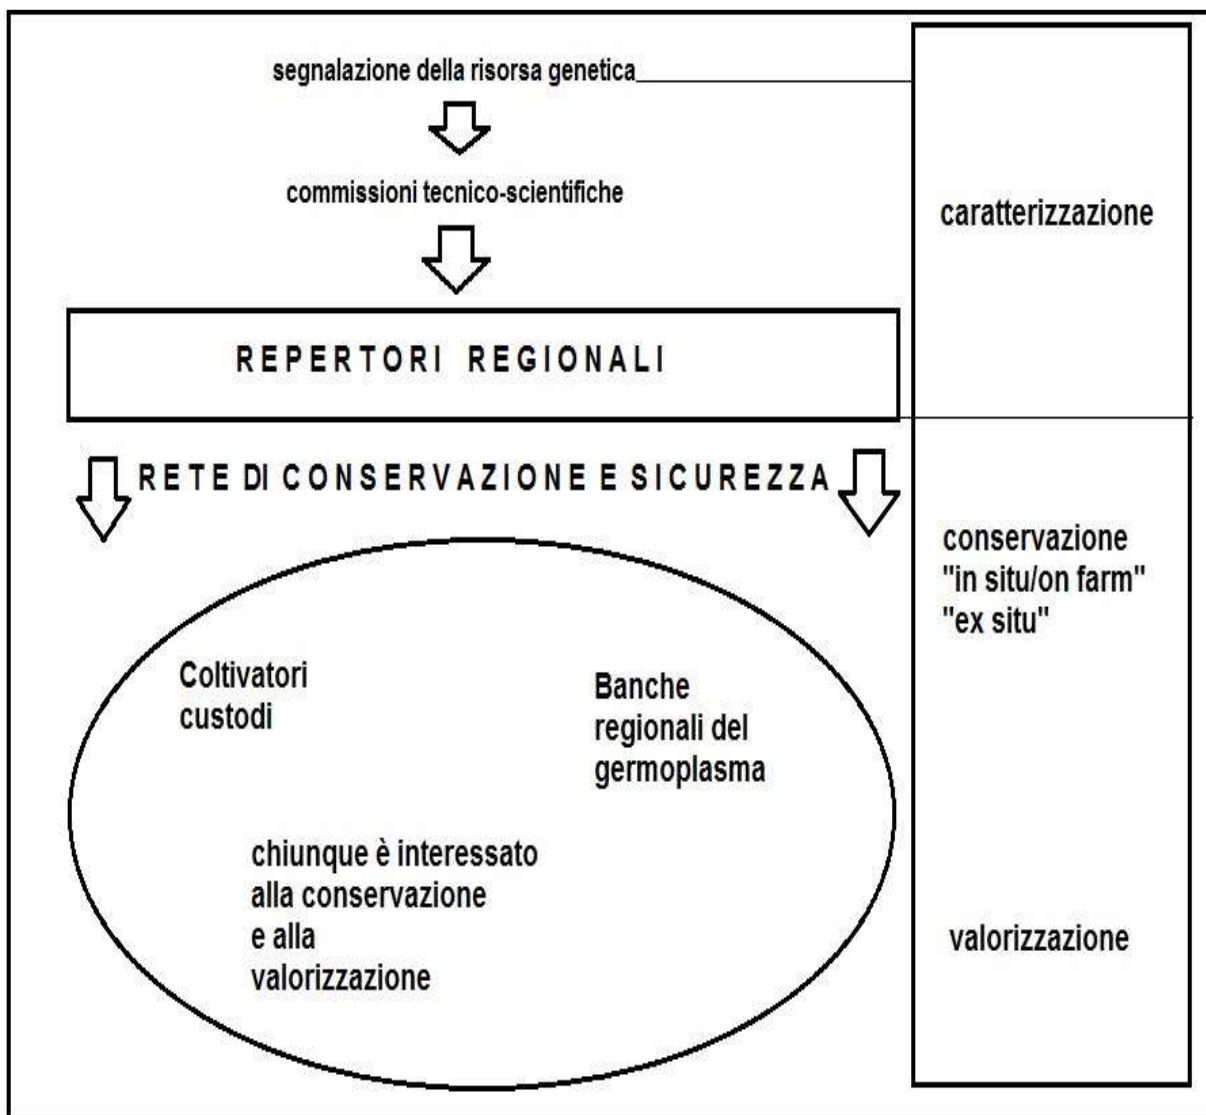 segnalazione della risorsa genetica
commissioni tecnico-scientifiche
REPERTORI REGIONALI
RETE DI CONSERVAZIONE E SICUREZZA
Coltivatori
custodi
Banche
regionali del
germoplasma
chiunque è interessato
alla conservazione
e alla
valorizzazione
caratterizzazione
conservazione
"in situ/on farm"
"ex situ"
valorizzazione